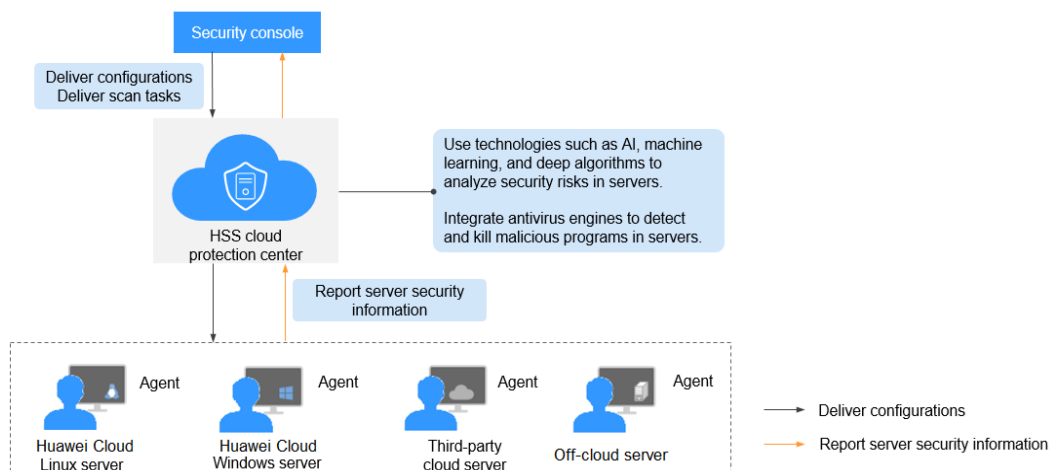 Security console
Deliver configurations
Deliver scan tasks
Use technologies such as AI, machine
learning, and deep algorithms to
analyze security risks in servers.
Integrate antivirus engines to detect
and kill malicious programs in servers.
HSS cloud
protection center
Report server security
information
Agent
Agent
Agent
Agent
Huawei Cloud
Linux server
Huawei Cloud
Windows server
Third-party
cloud server
Off-cloud server
Deliver configurations
Report server security information